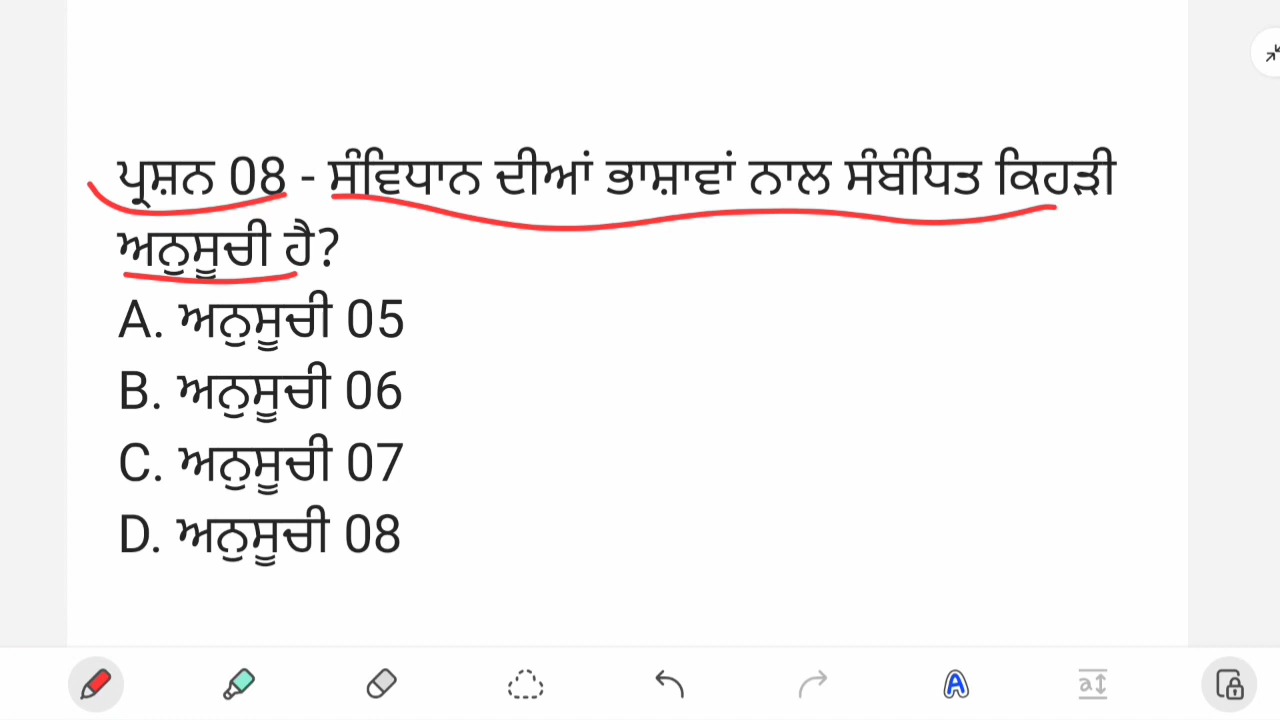 ਪ੍ਰਸ਼ਨ 08 - ਸੰਵਿਧਾਨ ਦੀਆਂ ਭਾਸ਼ਾਵਾਂ ਨਾਲ ਸੰਬੰਧਿਤ ਕਿਹੜੀ
ਅਨੁਸੂਚੀ ਹੈ?
A. ਅਨੁਸੂਚੀ 05
B. ਅਨੁਸੂਚੀ 06
C. ਅਨੁਸੂਚੀ 07
D. ਅਨੁਸੂਚੀ 08
A a